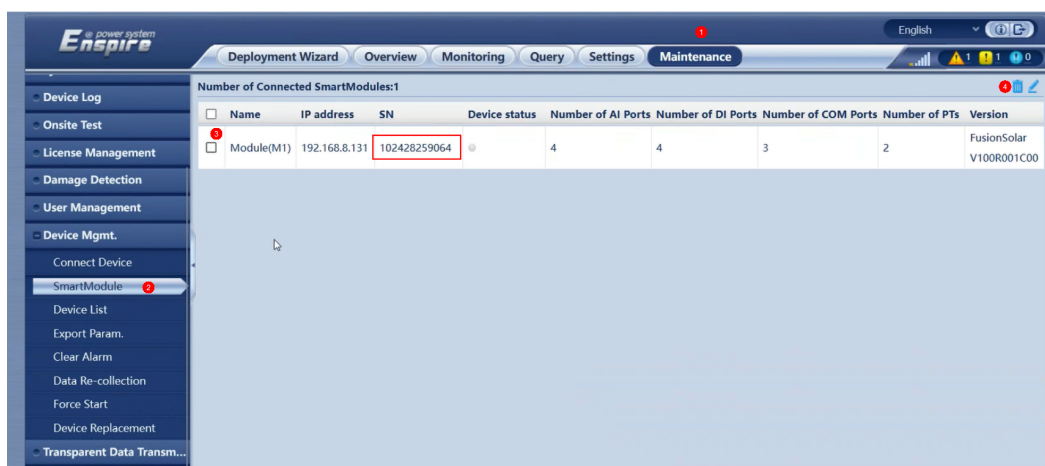 e power system
Enspire
English
1
Deployment Wizard Overview Monitoring Query Settings Maintenance
1 1 0
Device Log
Onsite Test
License Management
Damage Detection
User Management
Device Mgmt.
Connect Device
SmartModule 2
Device List
Export Param.
Clear Alarm
Data Re-collection
Force Start
Device Replacement
Transparent Data Transm...
Number of Connected SmartModules:1
4
Name IP address SN Device status Number of AI Ports Number of DI Ports Number of COM Ports Number of PTs Version
3
Module(M1) 192.168.8.131 102428259064 4 4 3 2 FusionSolar
V100R001C00